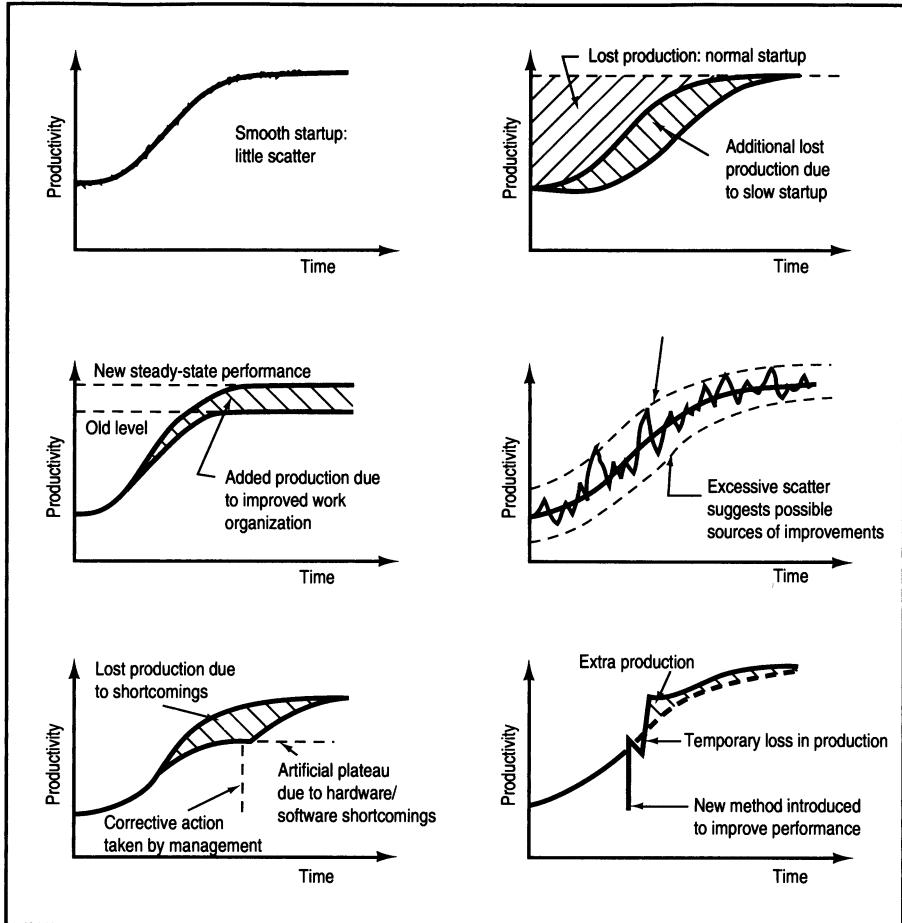 Productivity
Smooth startup:
little scatter
Time
Productivity
Lost production: normal startup
Additional lost
production due
to slow startup
Time
Productivity
New steady-state performance
Old level
Added production due
to improved work
organization
Time
Productivity
Excessive scatter
suggests possible
sources of improvements
Time
Productivity
Lost production due
to shortcomings
Artificial plateau
due to hardware/
software shortcomings
Corrective action
taken by management
Time
Productivity
Extra production
Temporary loss in production
New method introduced
to improve performance
Time